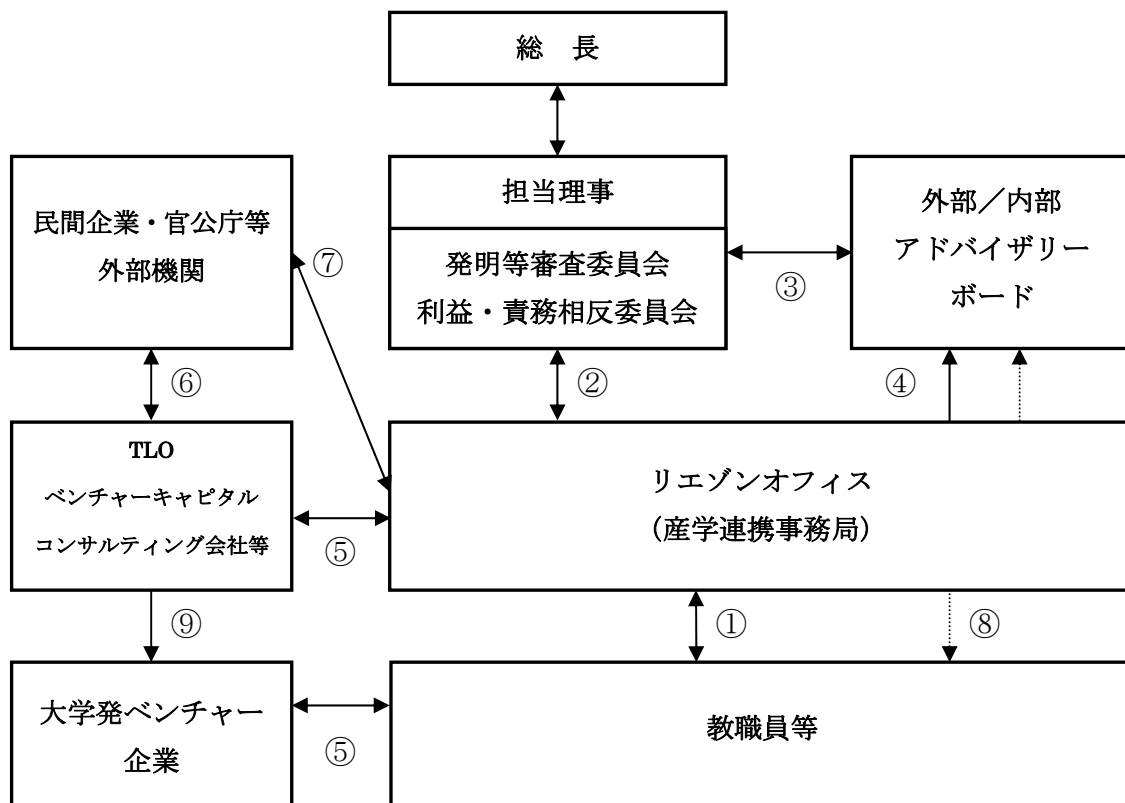 総　長
担当理事
発明等審査委員会
利益・責務相反委員会
民間企業・官公庁等
外部機関
外部／内部
アドバイザリー
ボード
⑦
③
⑥
②
④
TLO
ベンチャーキャピタル
コンサルティング会社等
リエゾンオフィス
（産学連携事務局）
⑤
⑨
①
⑧
大学発ベンチャー
企業
⑤
教職員等